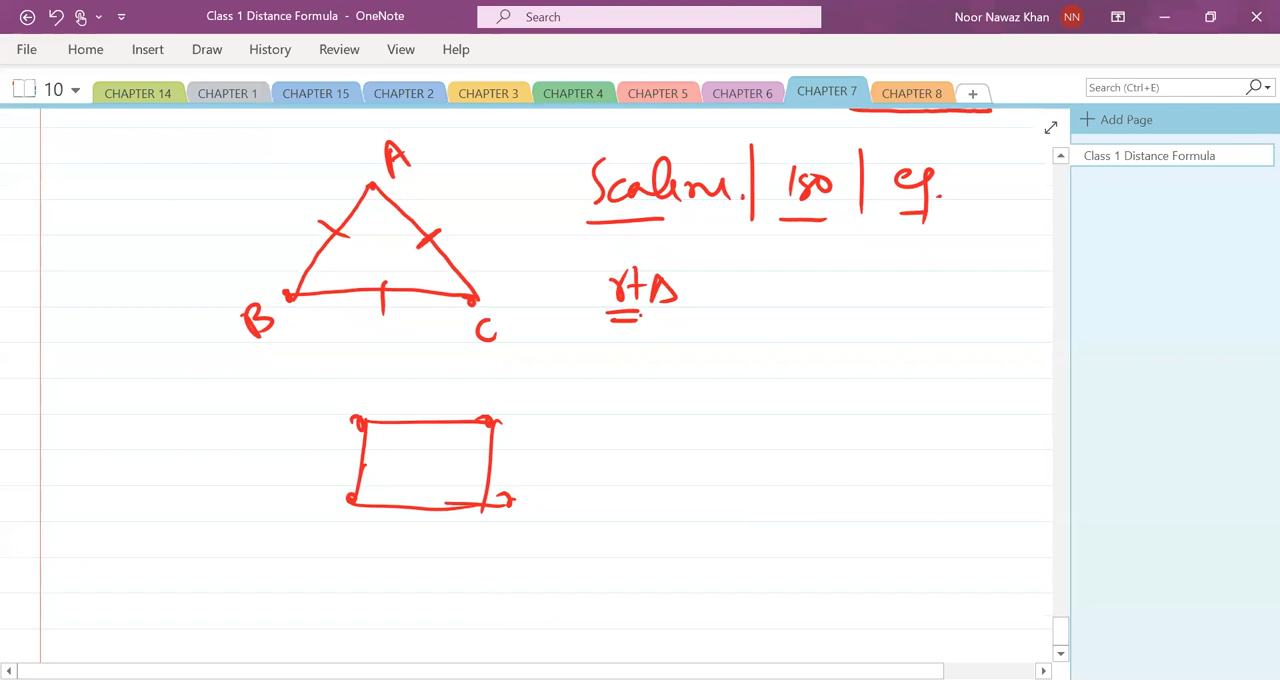 Class 1 Distance Formula - OneNote
Search
Noor Nawaz Khan NN
File Home Insert Draw History Review View Help
10 CHAPTER 14 CHAPTER 1 CHAPTER 15 CHAPTER 2 CHAPTER 3 CHAPTER 4 CHAPTER 5 CHAPTER 6 CHAPTER 7 CHAPTER 8
Search (Ctrl+E)
Add Page
Class 1 Distance Formula
A
Scalene. | Iso | eq.
rt Δ
B
C